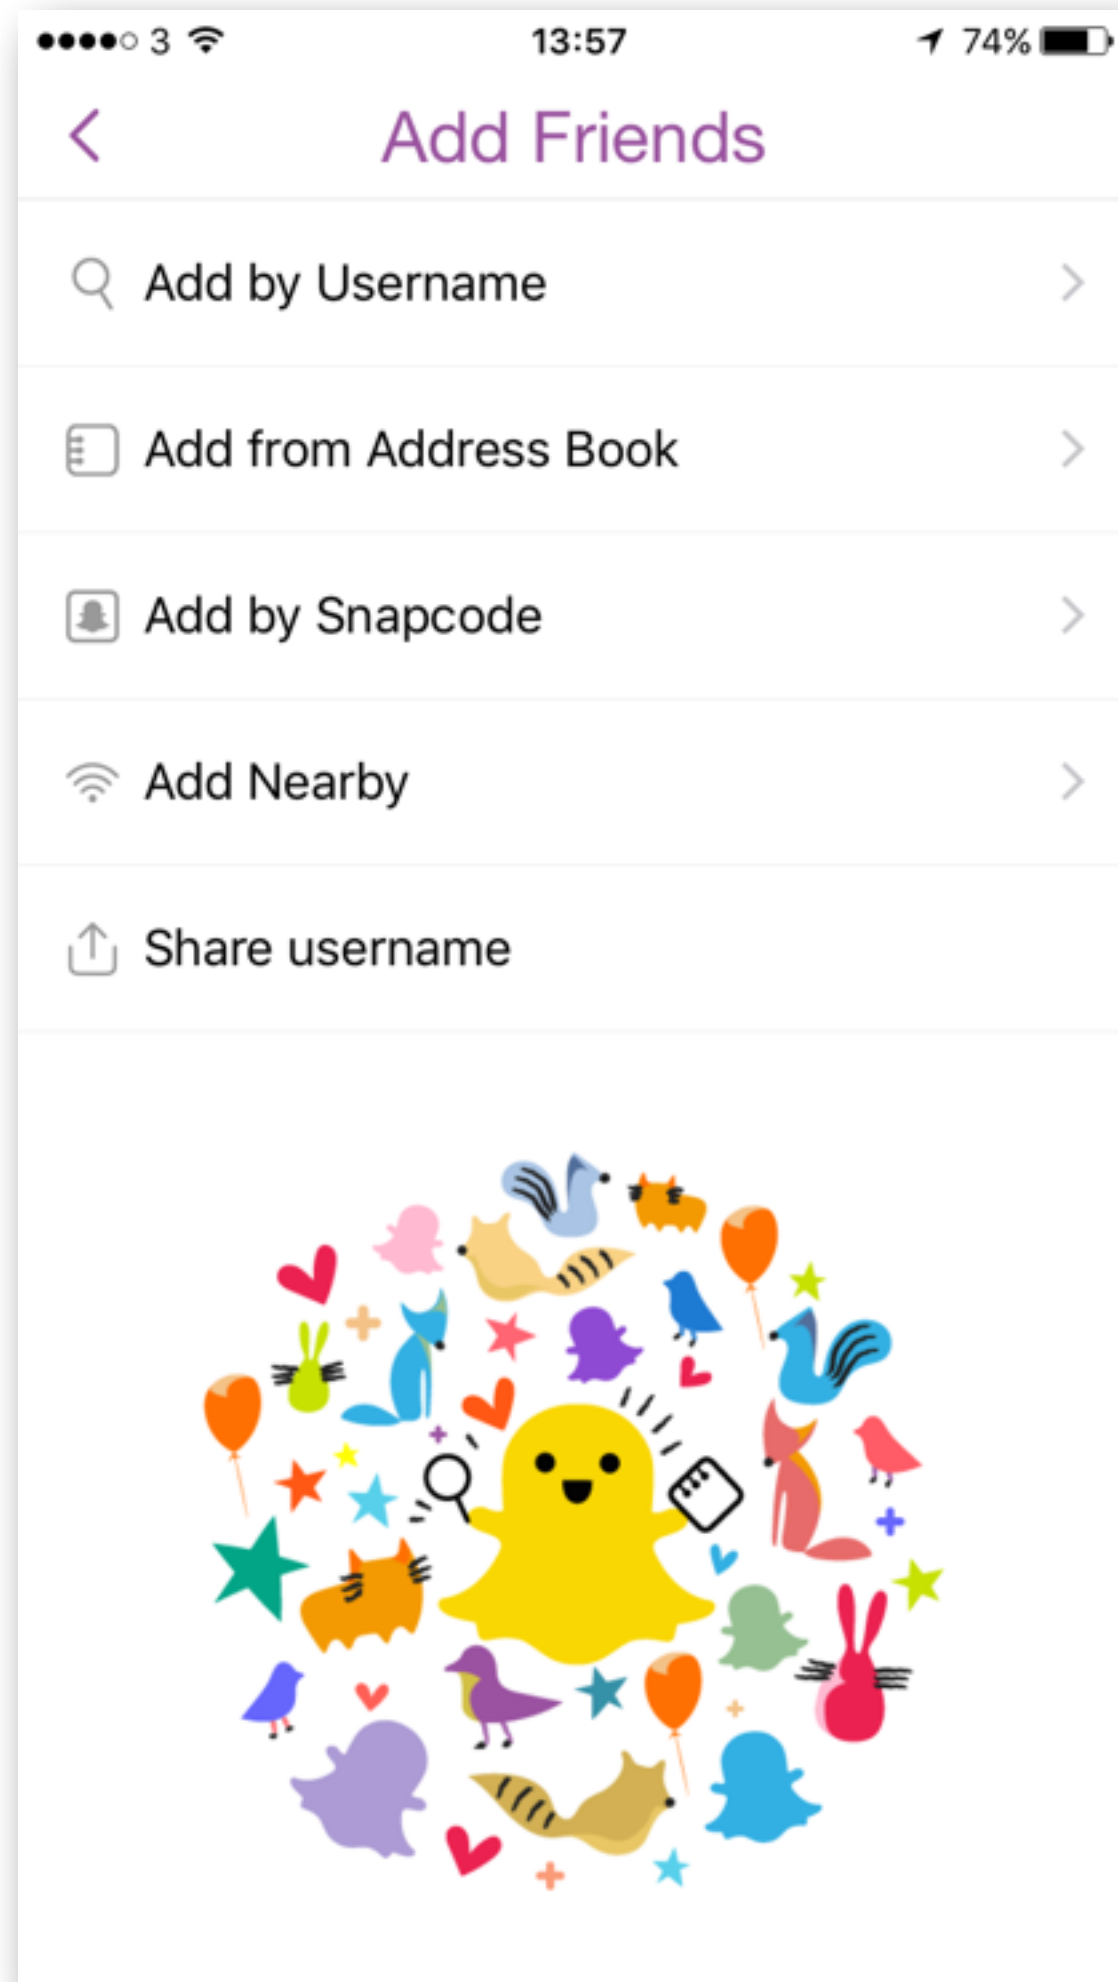 3 13:57 74%
Add Friends
Add by Username
Add from Address Book
Add by Snapcode
Add Nearby
Share username